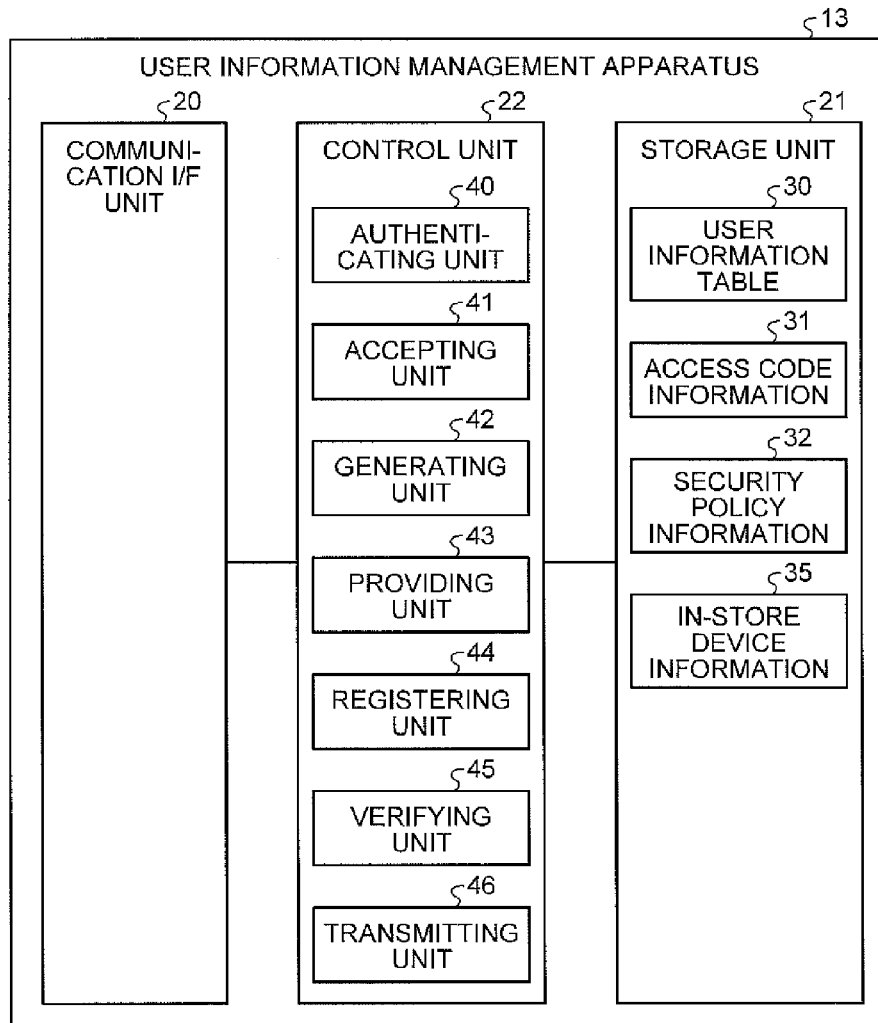 13
USER INFORMATION MANAGEMENT APPARATUS
20
COMMUNI-
CATION I/F
UNIT
22
CONTROL UNIT
40
AUTHENTI-
CATING UNIT
41
ACCEPTING
UNIT
42
GENERATING
UNIT
43
PROVIDING
UNIT
44
REGISTERING
UNIT
45
VERIFYING
UNIT
46
TRANSMITTING
UNIT
21
STORAGE UNIT
30
USER
INFORMATION
TABLE
31
ACCESS CODE
INFORMATION
32
SECURITY
POLICY
INFORMATION
35
IN-STORE
DEVICE
INFORMATION